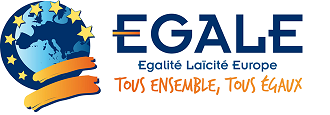 EGALE
Egalité Laïcité Europe
TOUS ENSEMBLE, TOUS ÉGAUX